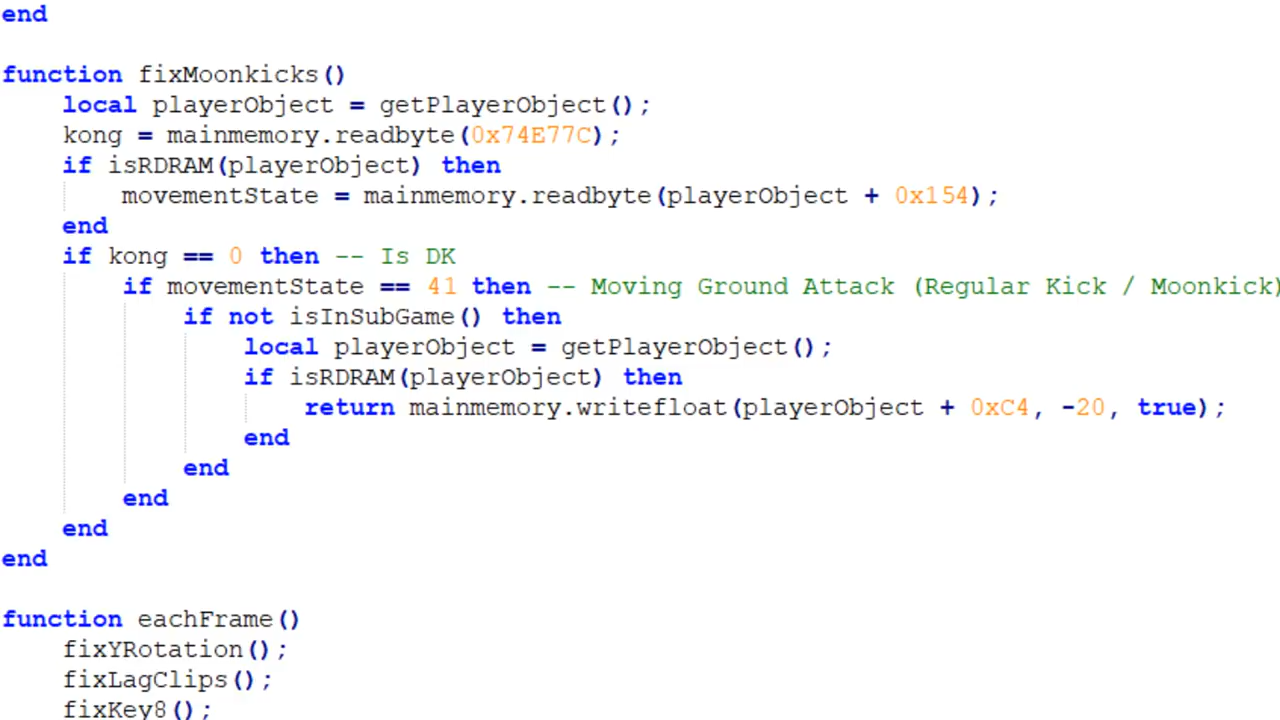 end
function fixMoonkicks()
local playerObject = getPlayerObject();
kong = mainmemory.readbyte(0x74E77C);
if isRDRAM(playerObject) then
movementState = mainmemory.readbyte(playerObject + 0x154);
end
if kong == 0 then -- Is DK
if movementState == 41 then -- Moving Ground Attack (Regular Kick / Moonkick)
if not isInSubGame() then
local playerObject = getPlayerObject();
if isRDRAM(playerObject) then
return mainmemory.writefloat(playerObject + 0xC4, -20, true);
end
end
end
end
end
function eachFrame()
fixYRotation();
fixLagClips();
fixKey8();